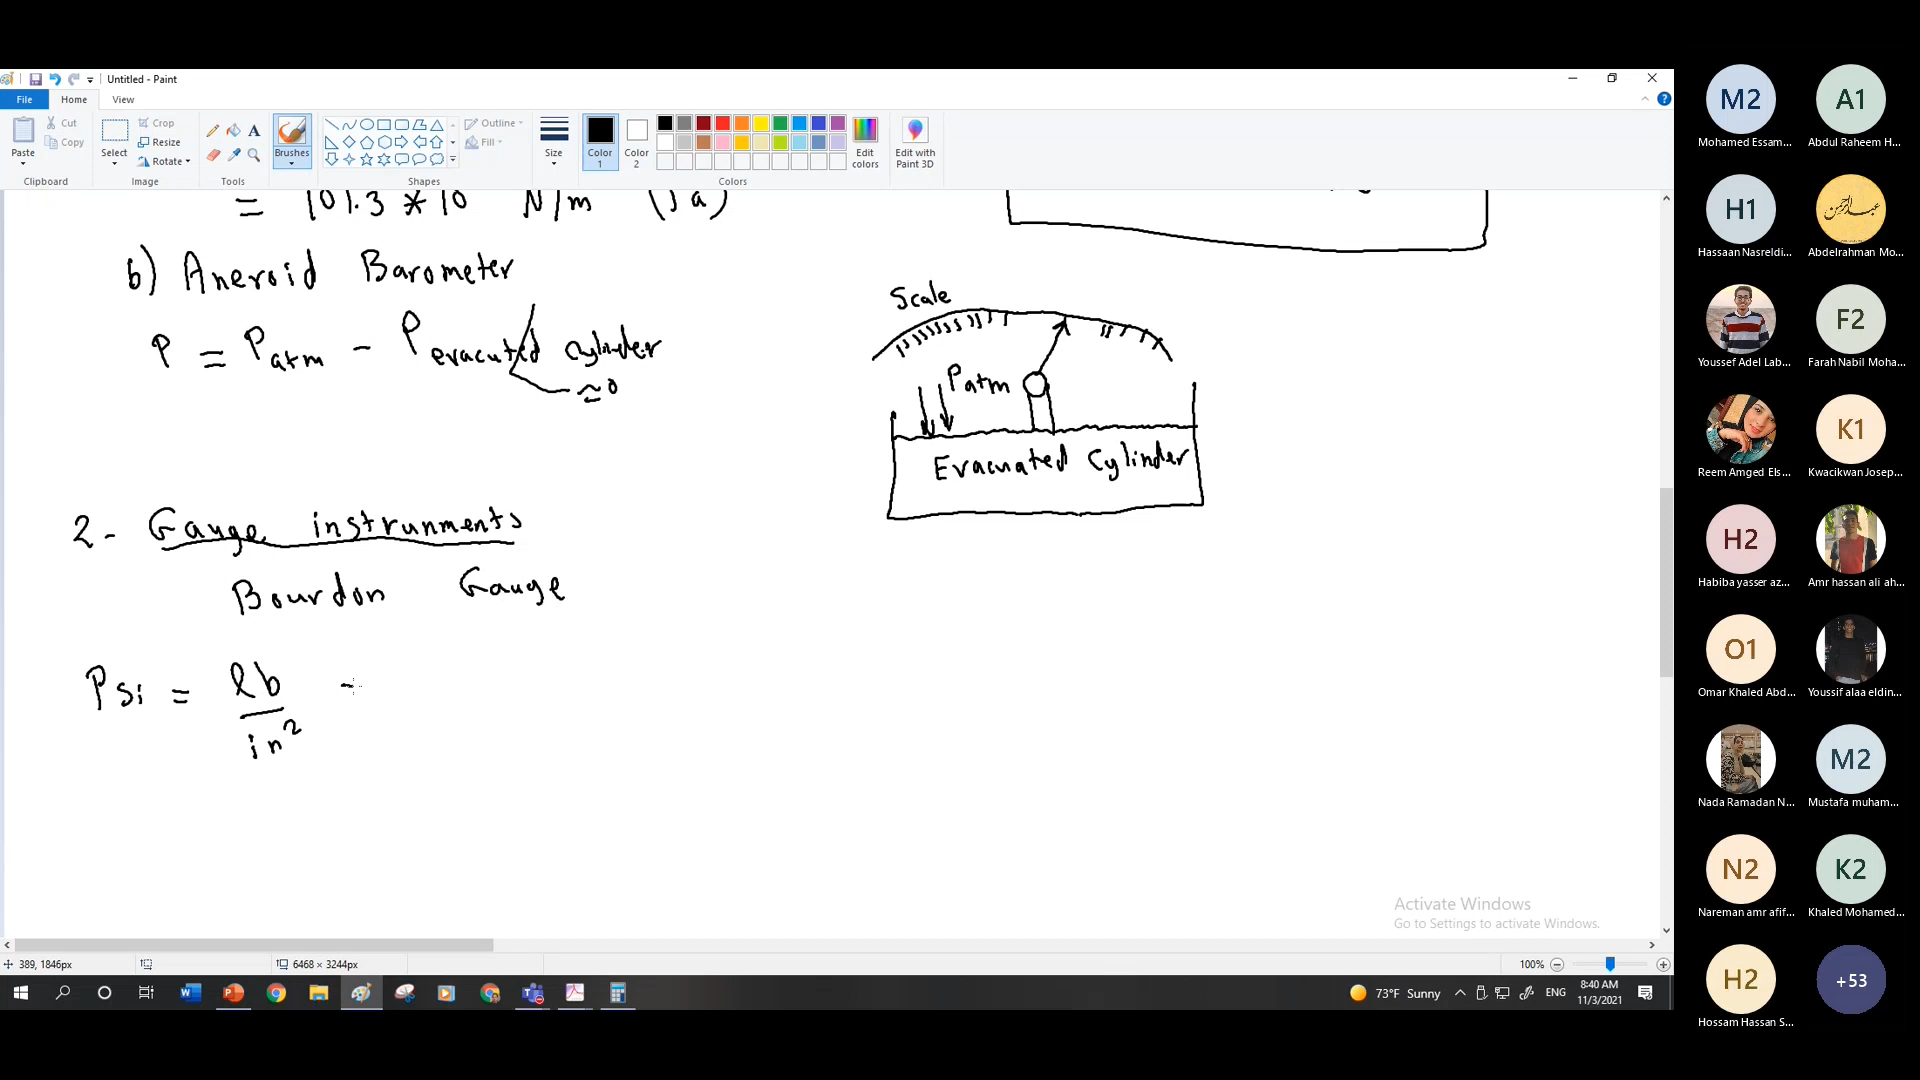 Untitled - Paint
File Home View
Paste Cut Copy Clipboard
Select Crop Resize Rotate Image
Tools
Brushes
Outline Fill Shapes
Size
Color 1 Color 2 Edit colors Colors
Edit with Paint 3D
= 101.3 * 10 N/m
b) Aneroid Barometer
P = Patm - P evacuted cylinder
≈0
Scale
Patm
Evacuated Cylinder
2- Gauge instrunments
Bourdon Gauge
Psi = lb
in²
Activate Windows
Go to Settings to activate Windows.
389, 1846px 6468 × 3244px 100%
73°F Sunny ENG 8:40 AM
11/3/2021
M2 A1
Mohamed Essam... Abdul Raheem H...
H1
Hassaan Nasreldi... Abdelrahman Mo...
F2
Youssef Adel Lab... Farah Nabil Moha...
K1
Reem Amged Els... Kwacikwan Josep...
H2
Habiba yasser az... Amr hassan ali ah...
O1
Omar Khaled Abd... Youssif alaa eldin...
M2
Nada Ramadan N... Mustafa muham...
N2 K2
Nareman amr afif... Khaled Mohamed...
H2 +53
Hossam Hassan S...